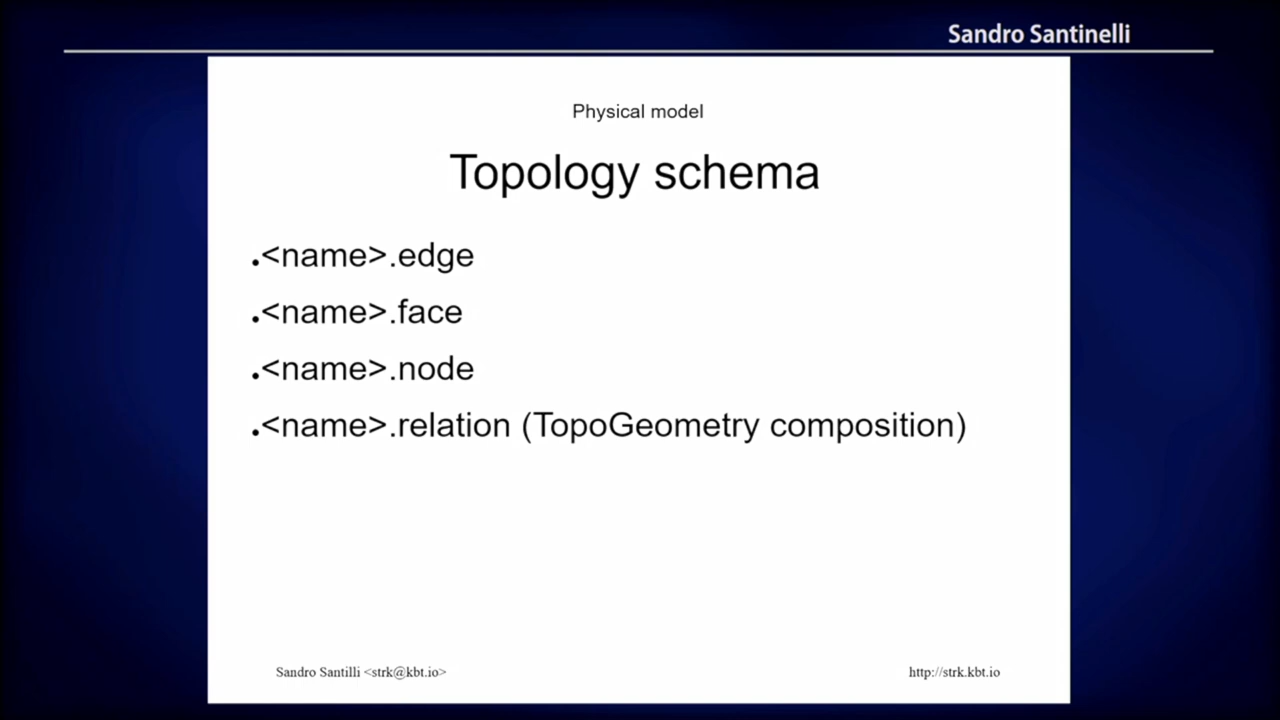 Sandro Santinelli
Physical model
Topology schema
.<name>.edge
.<name>.face
.<name>.node
.<name>.relation (TopoGeometry composition)
Sandro Santilli <strk@kbt.io>
http://strk.kbt.io